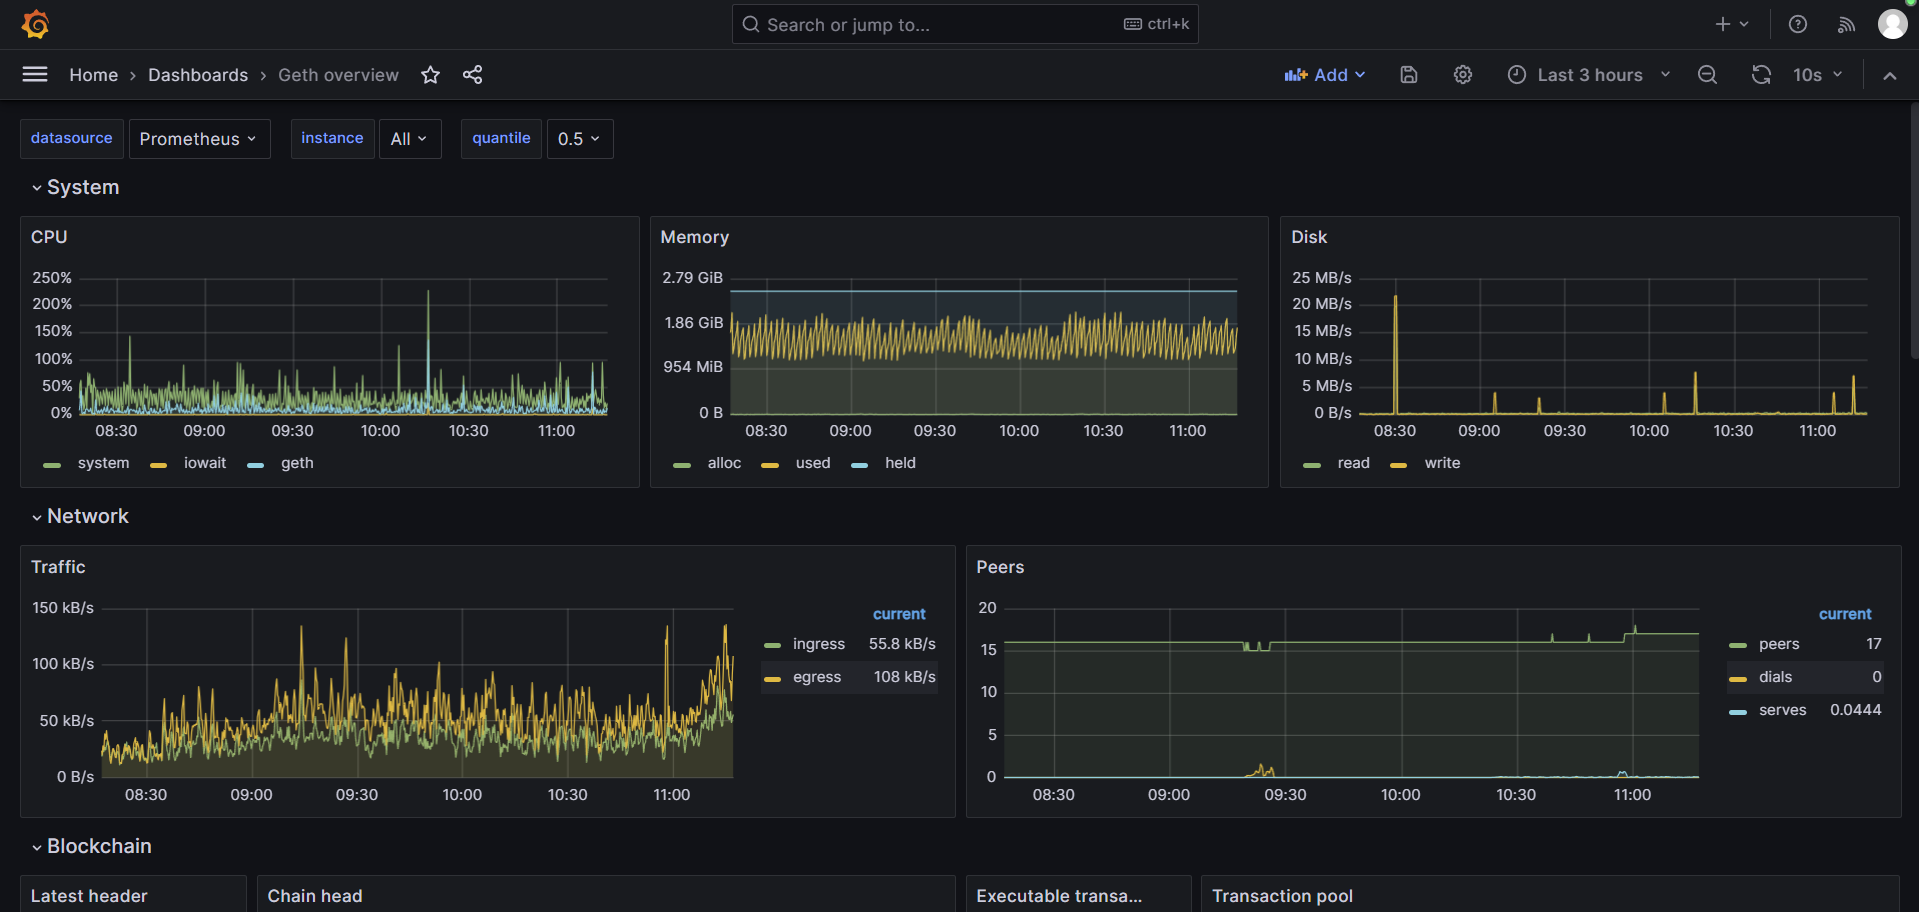 Search or jump to... ctrl+k
Home › Dashboards › Geth overview Add Last 3 hours 10s
datasource Prometheus instance All quantile 0.5
System
CPU
250%
200%
150%
100%
50%
0%
08:30 09:00 09:30 10:00 10:30 11:00
system iowait geth
Memory
2.79 GiB
1.86 GiB
954 MiB
0 B
08:30 09:00 09:30 10:00 10:30 11:00
alloc used held
Disk
25 MB/s
20 MB/s
15 MB/s
10 MB/s
5 MB/s
0 B/s
08:30 09:00 09:30 10:00 10:30 11:00
read write
Network
Traffic
150 kB/s
100 kB/s
50 kB/s
0 B/s
08:30 09:00 09:30 10:00 10:30 11:00
current
ingress 55.8 kB/s
egress 108 kB/s
Peers
20
15
10
5
0
08:30 09:00 09:30 10:00 10:30 11:00
current
peers 17
dials 0
serves 0.0444
Blockchain
Latest header
Chain head
Executable transa...
Transaction pool